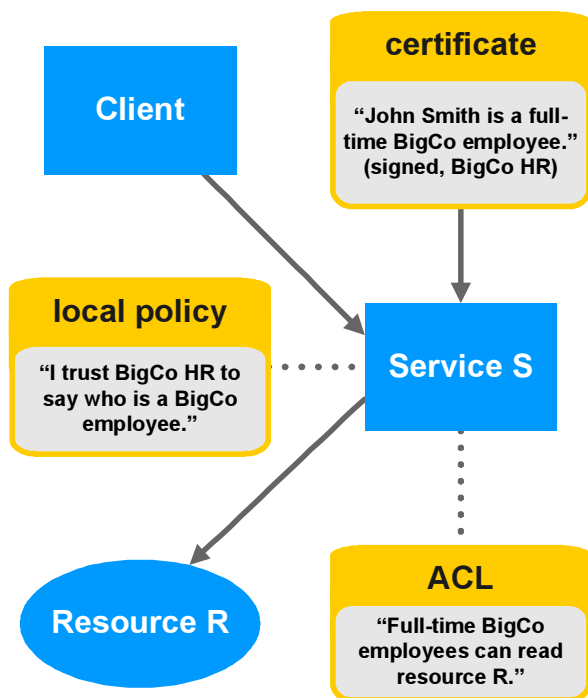 certificate
“John Smith is a full-
time BigCo employee.”
(signed, BigCo HR)
Client
local policy
“I trust BigCo HR to
say who is a BigCo
employee.”
Service S
Resource R
ACL
“Full-time BigCo
employees can read
resource R.”